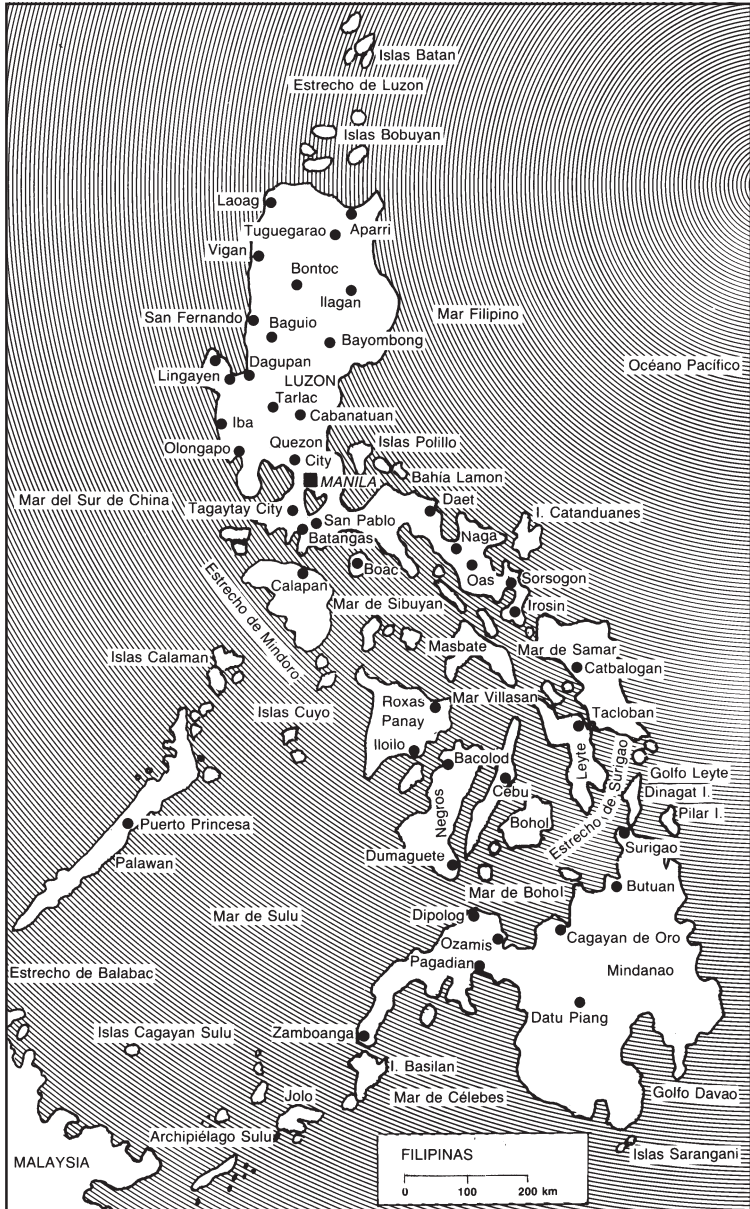 Islas Batan
Estrecho de Luzon
Islas Bobuyan
Laoag
Tuguegarao
Aparri
Vigan
Bontoc
Ilagan
San Fernando
Baguio
Mar Filipino
Bayombong
Océano Pacífico
Dagupan
Lingayen
LUZON
Tarlac
Cabanatuan
Iba
Islas Polillo
Olongapo
Quezon
City
Bahía Lamon
MANILA
Mar del Sur de China
Daet
Tagaytay City
San Pablo
I. Catanduanes
Batangas
Naga
Boac
Oas
Calapan
Sorsogon
Estrecho de Mindoro
Mar de Sibuyan
Irosin
Masbate
Mar de Samar
Islas Calaman
Catbalogan
Roxas
Mar Villasan
Panay
Islas Cuyo
Tacloban
Iloilo
Bacolod
Leyte
Cebu
Golfo Leyte
Dinagat I.
Negros
Bohol
Estrecho de Surigao
Pilar I.
Puerto Princesa
Surigao
Palawan
Dumaguete
Butuan
Mar de Bohol
Mar de Sulu
Dipolog
Cagayan de Oro
Ozamis
Pagadian
Mindanao
Estrecho de Balabac
Datu Piang
Islas Cagayan Sulu
Zamboanga
I. Basilan
Jolo
Mar de Célebes
Golfo Davao
Archipiélago Sulu
MALAYSIA
Islas Sarangani
FILIPINAS
0 100 200 km